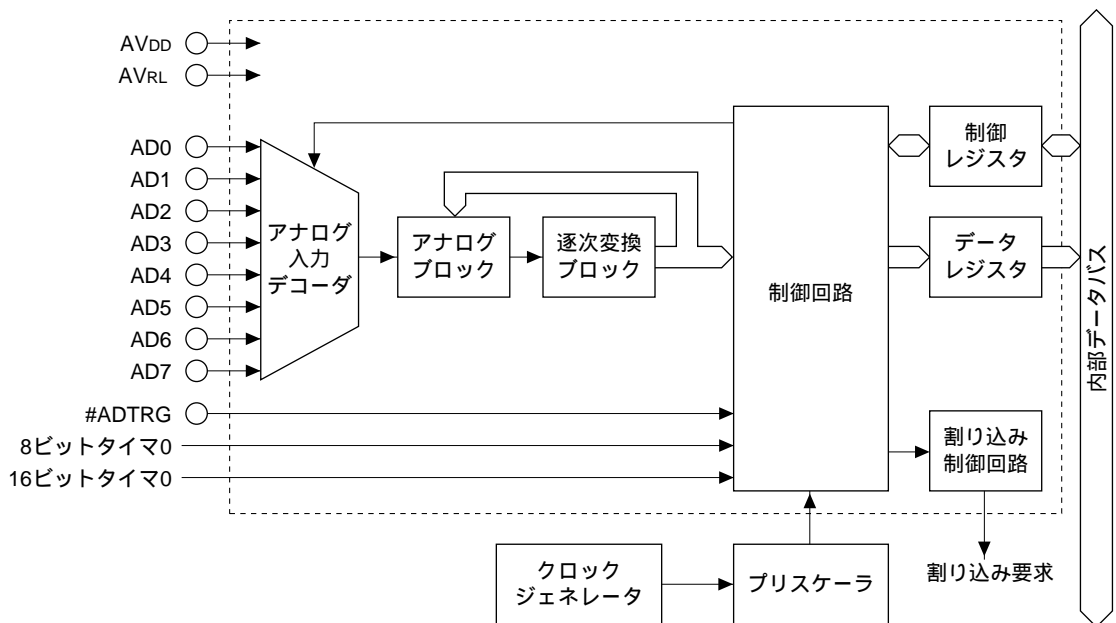 AVDD
AVRL
AD0
AD1
AD2
AD3
AD4
AD5
AD6
AD7
#ADTRG
8ビットタイマ0
16ビットタイマ0
アナログ
入力
デコーダ
アナログ
ブロック
逐次変換
ブロック
制御回路
制御
レジスタ
データ
レジスタ
割り込み
制御回路
内部データバス
クロック
ジェネレータ
プリスケーラ
割り込み要求